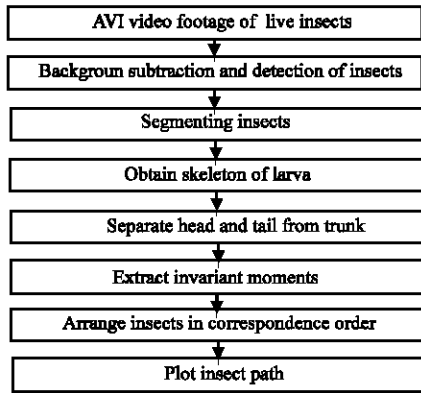 AVI video footage of live insects
Backgroun subtraction and detection of insects
Segmenting insects
Obtain skeleton of larva
Separate head and tail from trunk
Extract invariant moments
Arrange insects in correspondence order
Plot insect path